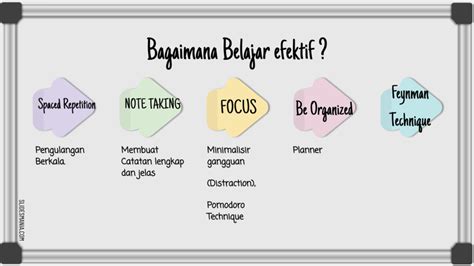 Bagaimana Belajar efektif ?
Spaced Repetition
NOTE TAKING
FOCUS
Be Organized
Feynman
Technique
Pengulangan
Berkala.
Membuat
Catatan lengkap
dan jelas
Minimalisir
gangguan
(Distraction),
Pomodoro
Technique
Planner
SLIDESMANIA.COM